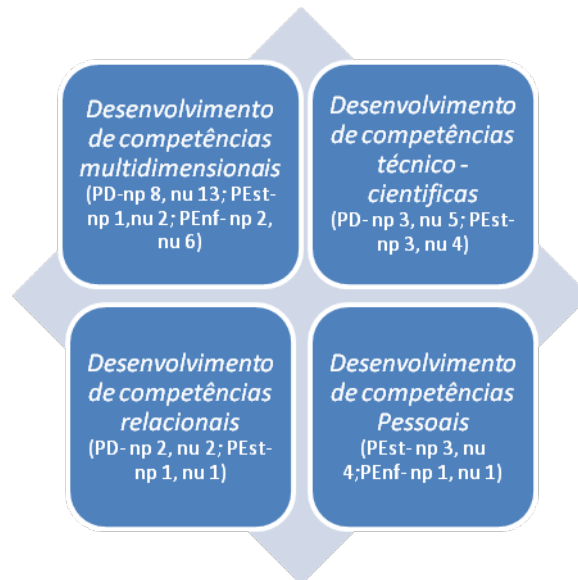 Desenvolvimento
de competências
multidimensionais
(PD-np 8, nu 13; PEst-
np 1,nu 2; PEnf- np 2,
nu 6)
Desenvolvimento
de competências
técnico -
cientificas
(PD- np 3, nu 5; PEst-
np 3, nu 4)
Desenvolvimento
de competências
relacionais
(PD- np 2, nu 2; PEst-
np 1, nu 1)
Desenvolvimento
de competências
Pessoais
(PEst- np 3, nu
4;PEnf- np 1, nu 1)